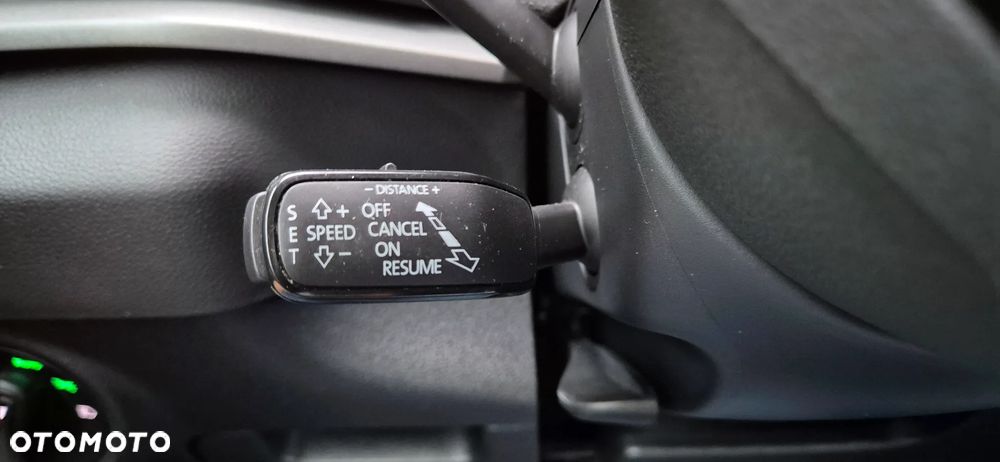 - DISTANCE +
S + OFF
E SPEED CANCEL
T - ON
RESUME
OTOMOTO